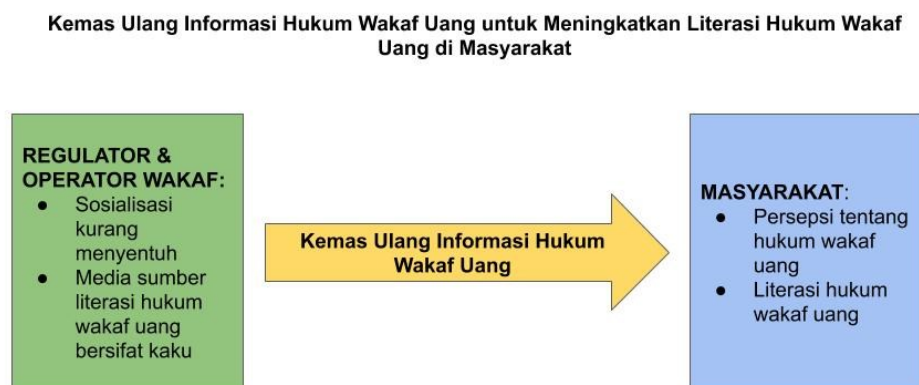 Kemas Ulang Informasi Hukum Wakaf Uang untuk Meningkatkan Literasi Hukum Wakaf
Uang di Masyarakat
REGULATOR &
OPERATOR WAKAF:
● Sosialisasi
kurang
menyentuh
● Media sumber
literasi hukum
wakaf uang
bersifat kaku
Kemas Ulang Informasi Hukum
Wakaf Uang
MASYARAKAT:
● Persepsi tentang
hukum wakaf
uang
● Literasi hukum
wakaf uang